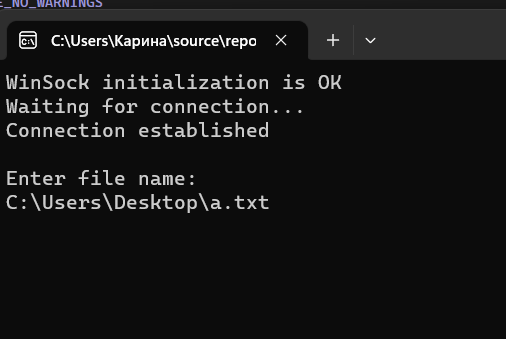 E_NO_WARNINGS
C:\Users\Карина\source\repo
WinSock initialization is OK
Waiting for connection...
Connection established
Enter file name:
C:\Users\Desktop\a.txt